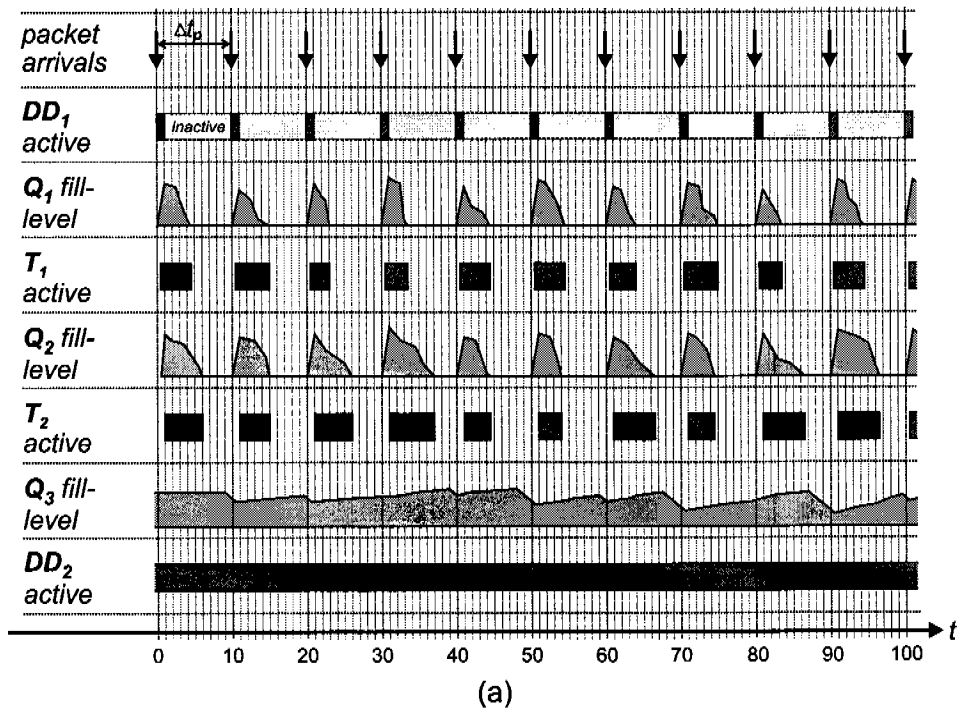 packet arrivals
Δtₚ
DD₁ active
Inactive
Q₁ fill-level
T₁ active
Q₂ fill-level
T₂ active
Q₃ fill-level
DD₂ active
t
0 10 20 30 40 50 60 70 80 90 100
(a)